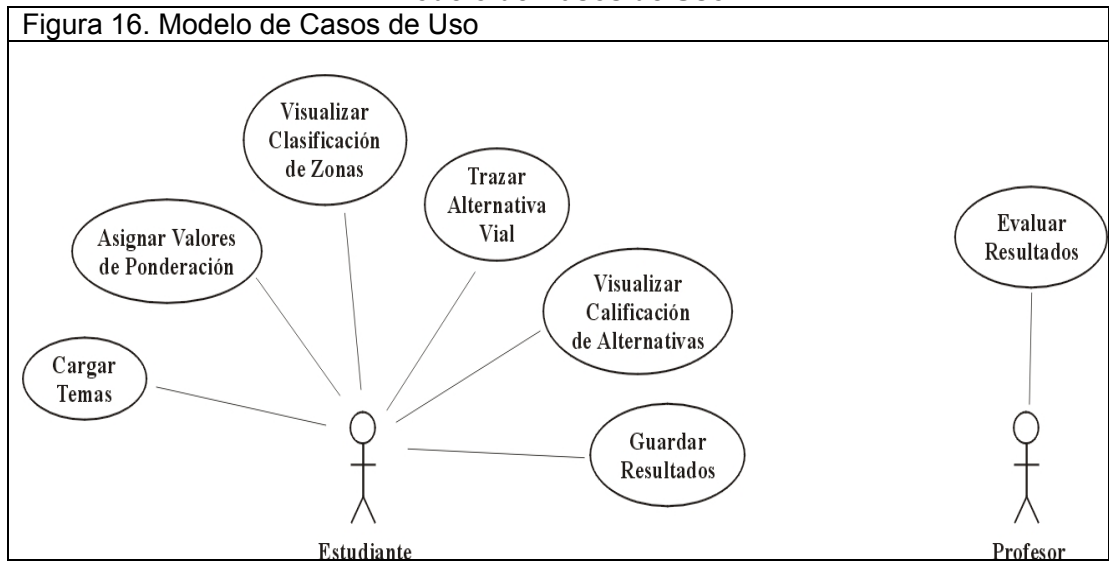 Figura 16. Modelo de Casos de Uso
Visualizar
Clasificación
de Zonas
Trazar
Alternativa
Vial
Asignar Valores
de Ponderación
Evaluar
Resultados
Visualizar
Calificación
de Alternativas
Cargar
Temas
Guardar
Resultados
Estudiante
Profesor